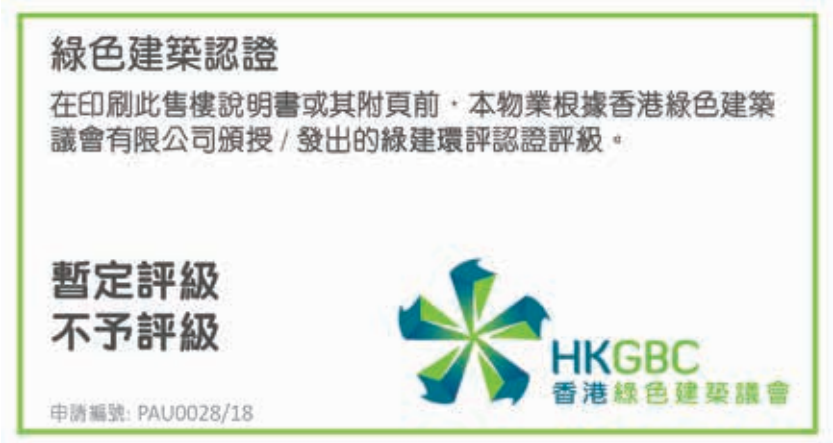 綠色建築認證
在印刷此售樓說明書或其附頁前，本物業根據香港綠色建築
議會有限公司頒授 / 發出的綠建環評認證評級。
暫定評級
不予評級
申請編號: PAU0028/18
HKGBC
香港綠色建築議會